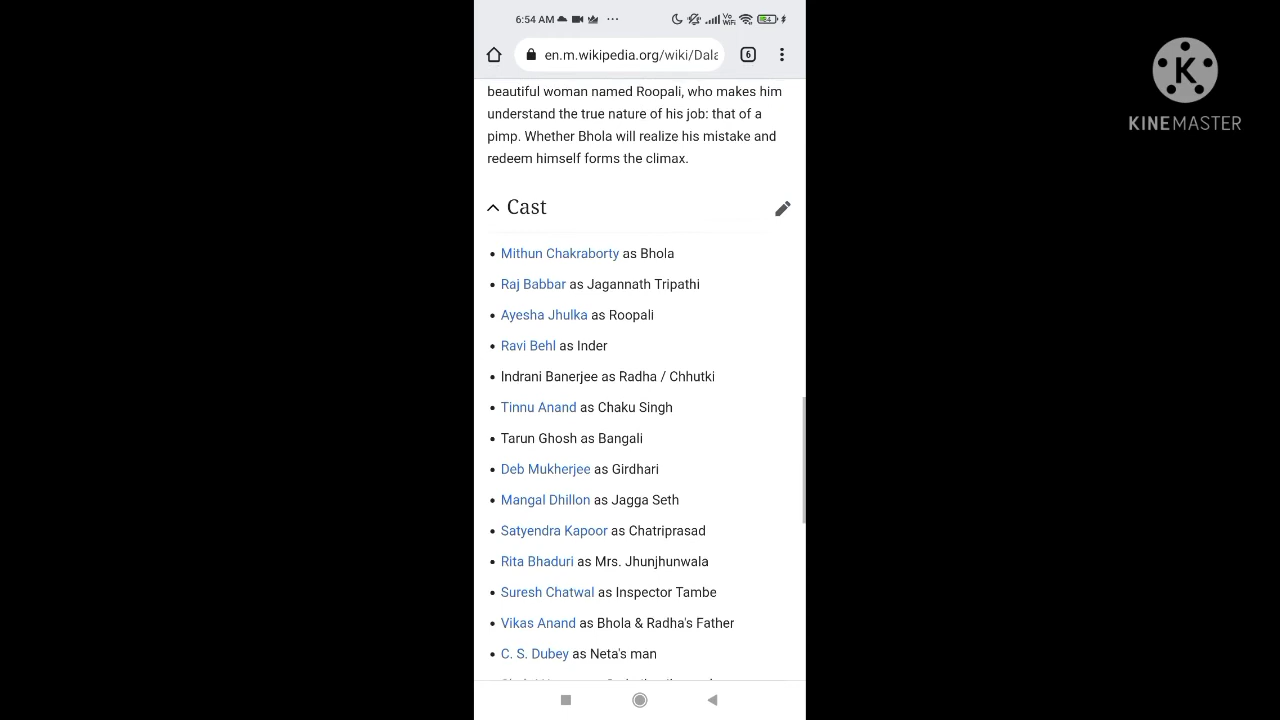 6:54 AM
Vo
WiFi
en.m.wikipedia.org/wiki/Dala
6
K
KINEMASTER
beautiful woman named Roopali, who makes him
understand the true nature of his job: that of a
pimp. Whether Bhola will realize his mistake and
redeem himself forms the climax.
Cast
• Mithun Chakraborty as Bhola
• Raj Babbar as Jagannath Tripathi
• Ayesha Jhulka as Roopali
• Ravi Behl as Inder
• Indrani Banerjee as Radha / Chhutki
• Tinnu Anand as Chaku Singh
• Tarun Ghosh as Bangali
• Deb Mukherjee as Girdhari
• Mangal Dhillon as Jagga Seth
• Satyendra Kapoor as Chatriprasad
• Rita Bhaduri as Mrs. Jhunjhunwala
• Suresh Chatwal as Inspector Tambe
• Vikas Anand as Bhola & Radha's Father
• C. S. Dubey as Neta's man